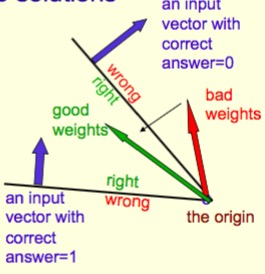 an input
vector with
correct
answer=0
wrong
right
good
weights
bad
weights
right
wrong
the origin
an input
vector with
correct
answer=1